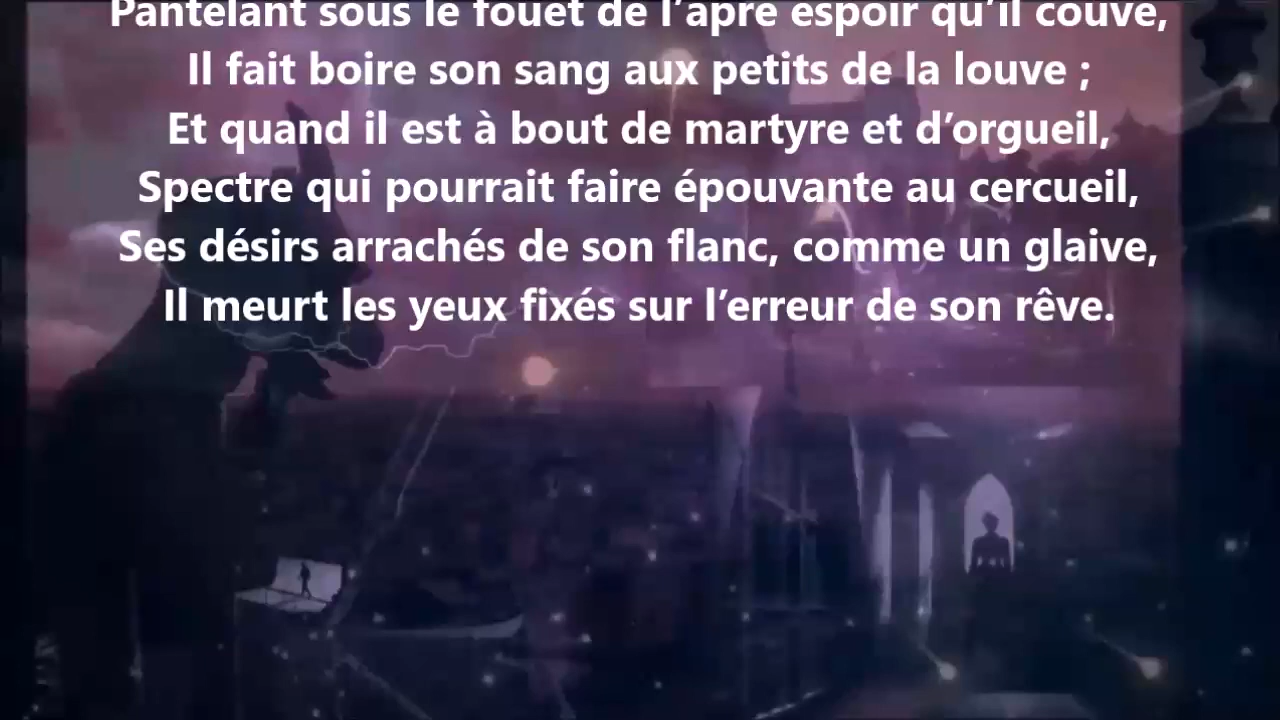 Pantelant sous le fouet de l’apre espoir qu’il couve,
Il fait boire son sang aux petits de la louve ;
Et quand il est à bout de martyre et d’orgueil,
Spectre qui pourrait faire épouvante au cercueil,
Ses désirs arrachés de son flanc, comme un glaive,
Il meurt les yeux fixés sur l’erreur de son rêve.